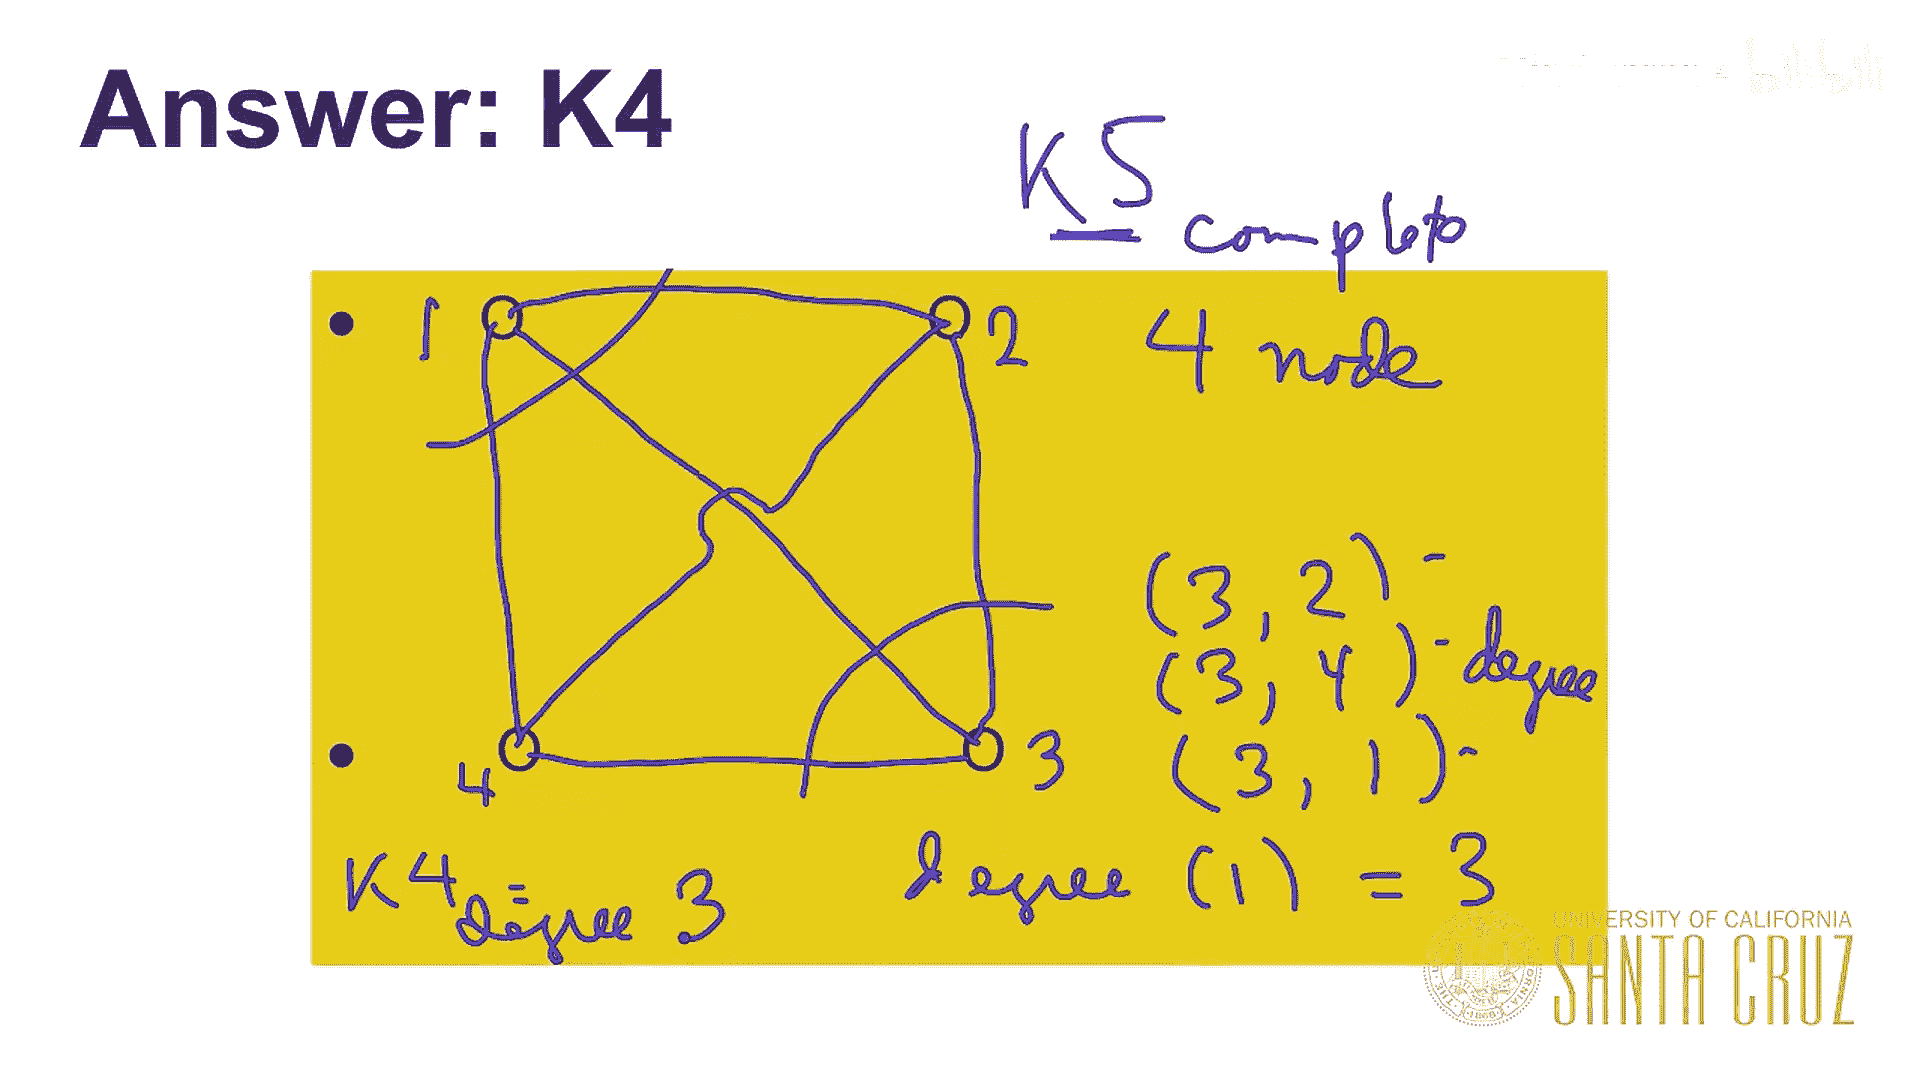 Answer: K4
K5
complete
1
2
4 node
(3, 2) -
(3, 4) - degree
(3, 1) -
4
3
K4 = degree 3
degree (1) = 3
UNIVERSITY OF CALIFORNIA
SANTA CRUZ